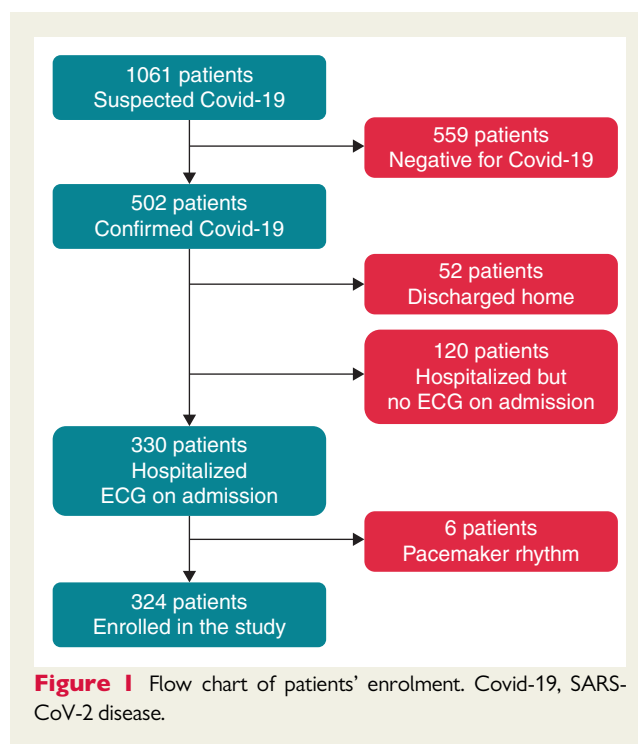 1061 patients
Suspected Covid-19
559 patients
Negative for Covid-19
502 patients
Confirmed Covid-19
52 patients
Discharged home
120 patients
Hospitalized but
no ECG on admission
330 patients
Hospitalized
ECG on admission
6 patients
Pacemaker rhythm
324 patients
Enrolled in the study
Figure 1 Flow chart of patients' enrolment. Covid-19, SARS-
CoV-2 disease.